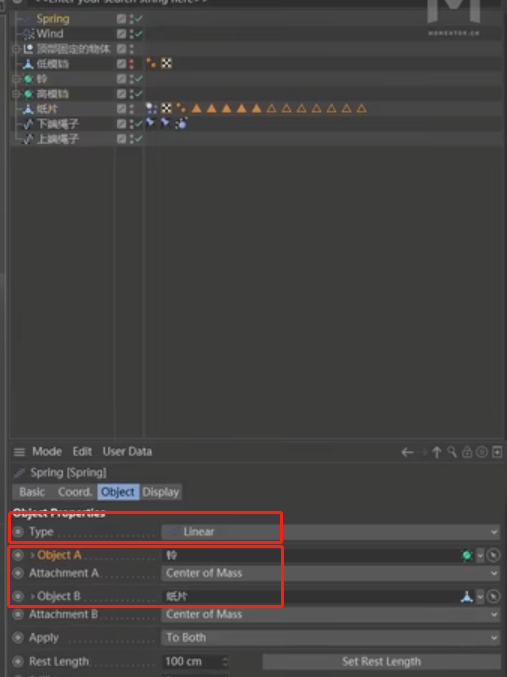 <<Enter your search string here>>
MOMENTOR.CN
Spring
Wind
顶部固定的物体
低模铛
铃
高模铛
纸片
下端绳子
上端绳子
Mode Edit User Data
Spring [Spring]
Basic Coord. Object Display
Object Properties
Type Linear
Object A 铃
Attachment A Center of Mass
Object B 纸片
Attachment B Center of Mass
Apply To Both
Rest Length 100 cm Set Rest Length